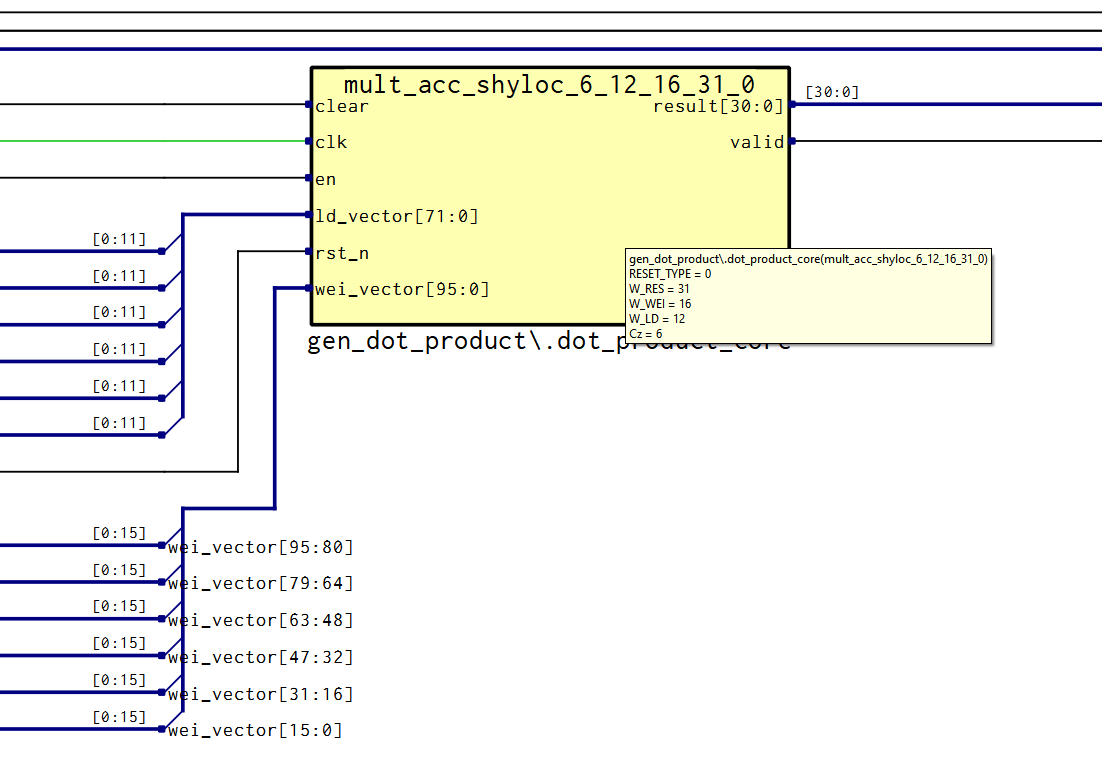 mult_acc_shyloc_6_12_16_31_0
clear
result[30:0]
[30:0]
clk
valid
en
ld_vector[71:0]
[0:11]
rst_n
[0:11]
wei_vector[95:0]
[0:11]
[0:11]
[0:11]
[0:11]
gen_dot_product\.dot_product_core(mult_acc_shyloc_6_12_16_31_0)
RESET_TYPE = 0
W_RES = 31
W_WEI = 16
W_LD = 12
Cz = 6
gen_dot_product\.dot_product_core
[0:15]
wei_vector[95:80]
[0:15]
wei_vector[79:64]
[0:15]
wei_vector[63:48]
[0:15]
wei_vector[47:32]
[0:15]
wei_vector[31:16]
[0:15]
wei_vector[15:0]